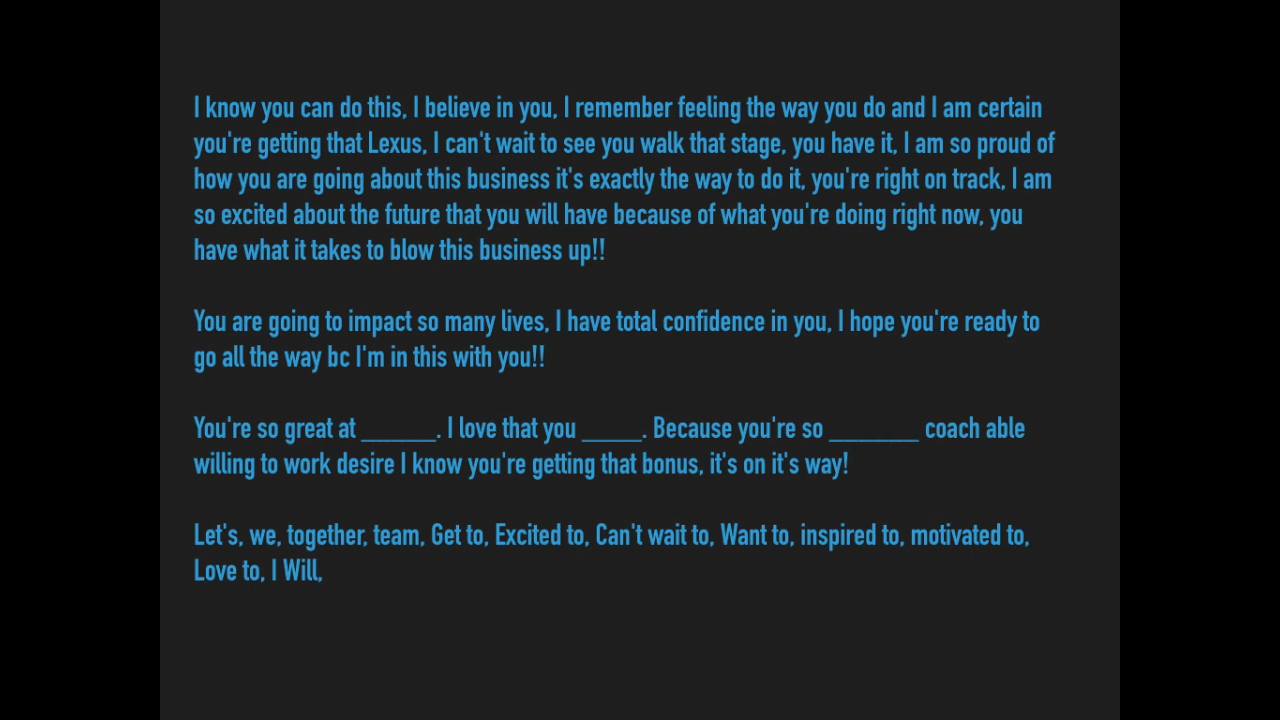 I know you can do this, I believe in you, I remember feeling the way you do and I am certain
you're getting that Lexus, I can't wait to see you walk that stage, you have it, I am so proud of
how you are going about this business it's exactly the way to do it, you're right on track, I am
so excited about the future that you will have because of what you're doing right now, you
have what it takes to blow this business up!!
You are going to impact so many lives, I have total confidence in you, I hope you're ready to
go all the way bc I'm in this with you!!
You're so great at _____. I love that you ____. Because you're so ______ coach able
willing to work desire I know you're getting that bonus, it's on it's way!
Let's, we, together, team, Get to, Excited to, Can't wait to, Want to, inspired to, motivated to,
Love to, I Will,